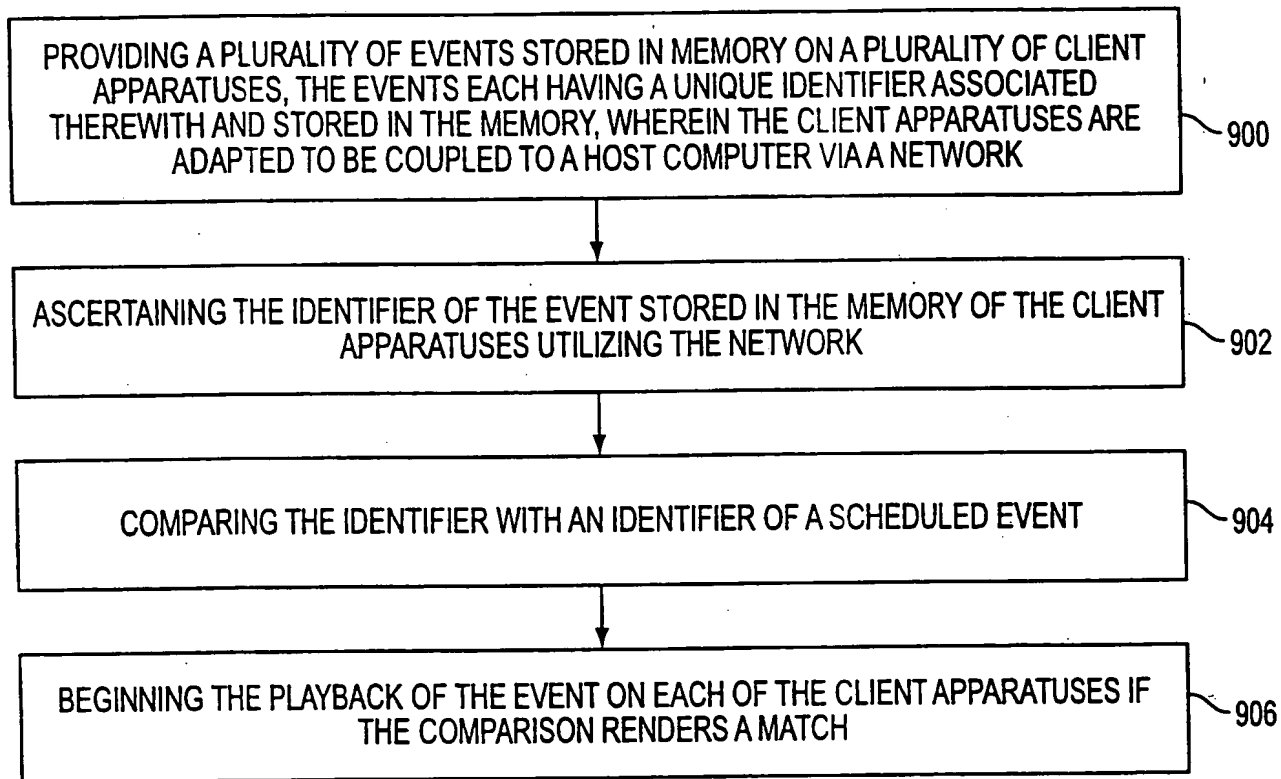 PROVIDING A PLURALITY OF EVENTS STORED IN MEMORY ON A PLURALITY OF CLIENT
APPARATUSES, THE EVENTS EACH HAVING A UNIQUE IDENTIFIER ASSOCIATED
THEREWITH AND STORED IN THE MEMORY, WHEREIN THE CLIENT APPARATUSES ARE
ADAPTED TO BE COUPLED TO A HOST COMPUTER VIA A NETWORK
900
ASCERTAINING THE IDENTIFIER OF THE EVENT STORED IN THE MEMORY OF THE CLIENT
APPARATUSES UTILIZING THE NETWORK
902
COMPARING THE IDENTIFIER WITH AN IDENTIFIER OF A SCHEDULED EVENT
904
BEGINNING THE PLAYBACK OF THE EVENT ON EACH OF THE CLIENT APPARATUSES IF
THE COMPARISON RENDERS A MATCH
906